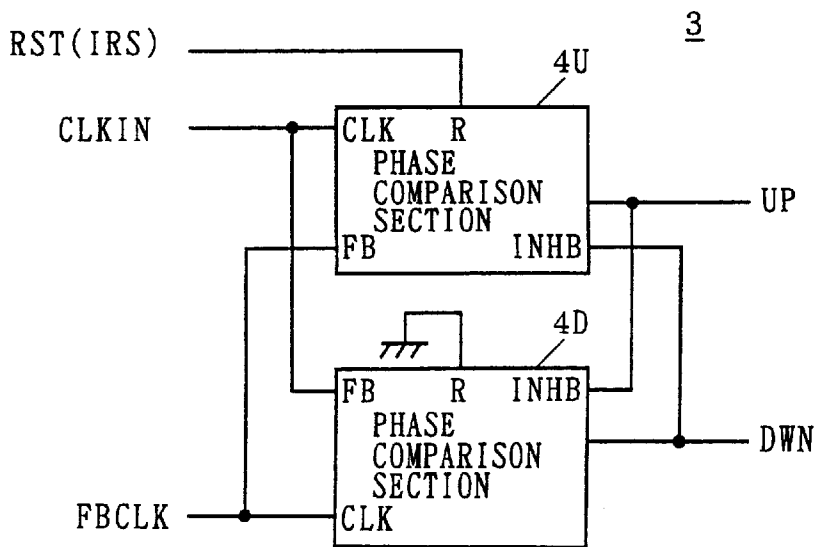 3
RST(IRS)
4U
CLKIN
CLK R
PHASE
COMPARISON
SECTION
UP
FB INHB
4D
FB R INHB
PHASE
COMPARISON
SECTION
DWN
FBCLK
CLK